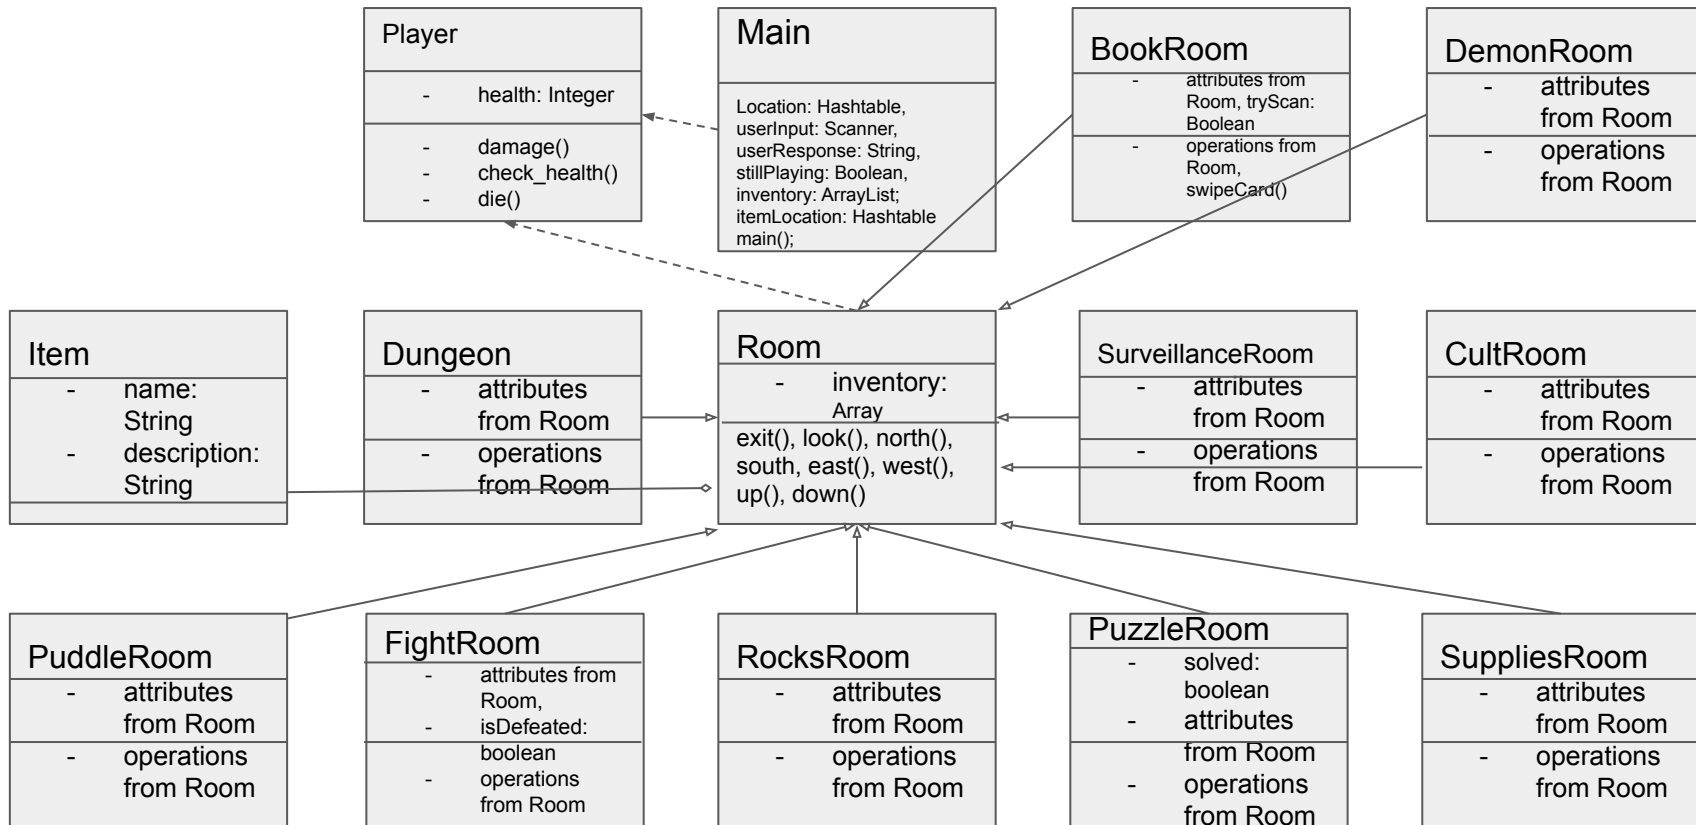 Player
- health: Integer
- damage()
- check_health()
- die()
Main
Location: Hashtable,
userInput: Scanner,
userResponse: String,
stillPlaying: Boolean,
inventory: ArrayList;
itemLocation: Hashtable
main();
BookRoom
- attributes from
Room, tryScan:
Boolean
- operations from
Room,
swipeCard()
DemonRoom
- attributes
from Room
- operations
from Room
Item
- name:
String
- description:
String
Dungeon
- attributes
from Room
- operations
from Room
Room
- inventory:
Array
exit(), look(), north(),
south, east(), west(),
up(), down()
SurveillanceRoom
- attributes
from Room
- operations
from Room
CultRoom
- attributes
from Room
- operations
from Room
PuddleRoom
- attributes
from Room
- operations
from Room
FightRoom
- attributes from
Room,
- isDefeated:
boolean
- operations
from Room
RocksRoom
- attributes
from Room
- operations
from Room
PuzzleRoom
- solved:
boolean
- attributes
from Room
- operations
from Room
SuppliesRoom
- attributes
from Room
- operations
from Room